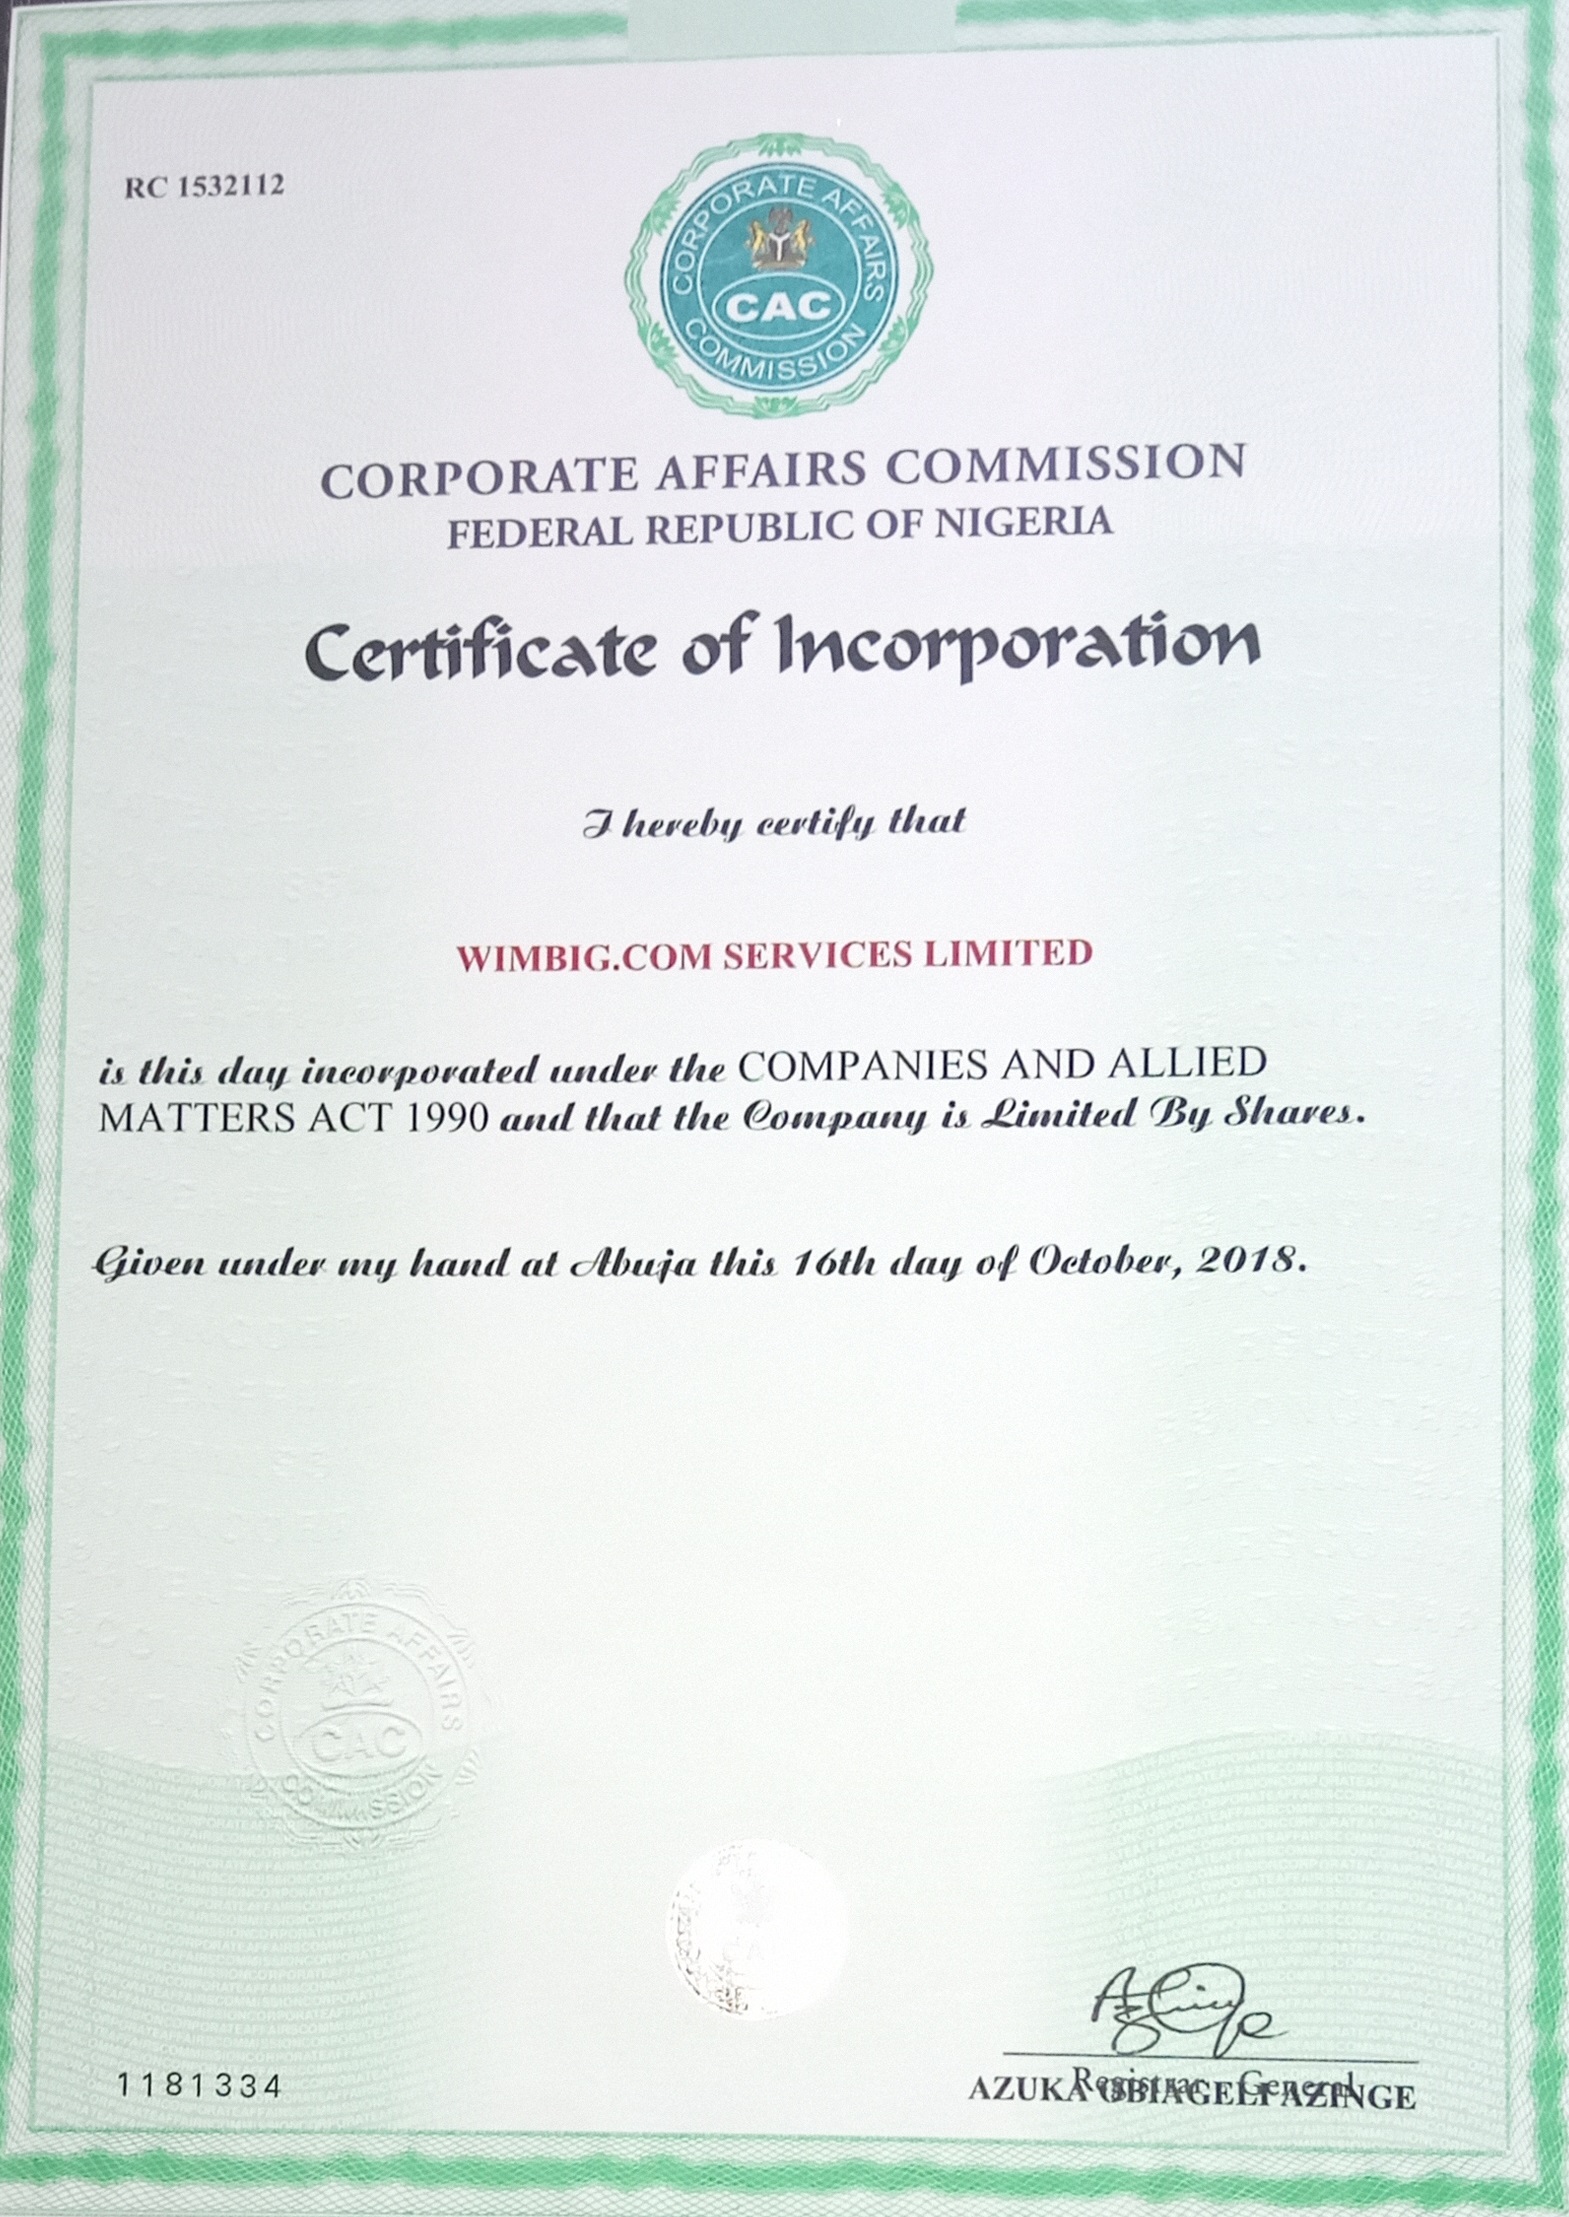 RC 1532112
CORPORATE AFFAIRS COMMISSION
CAC
CORPORATE AFFAIRS COMMISSION
FEDERAL REPUBLIC OF NIGERIA
Certificate of Incorporation
I hereby certify that
WIMBIG.COM SERVICES LIMITED
is this day incorporated under the COMPANIES AND ALLIED
MATTERS ACT 1990 and that the Company is Limited By Shares.
Given under my hand at Abuja this 16th day of October, 2018.
CORPORATE AFFAIRS COMMISSION
CAC
1181334
Registrar - General
AZUKA OBIAGELI AZINGE